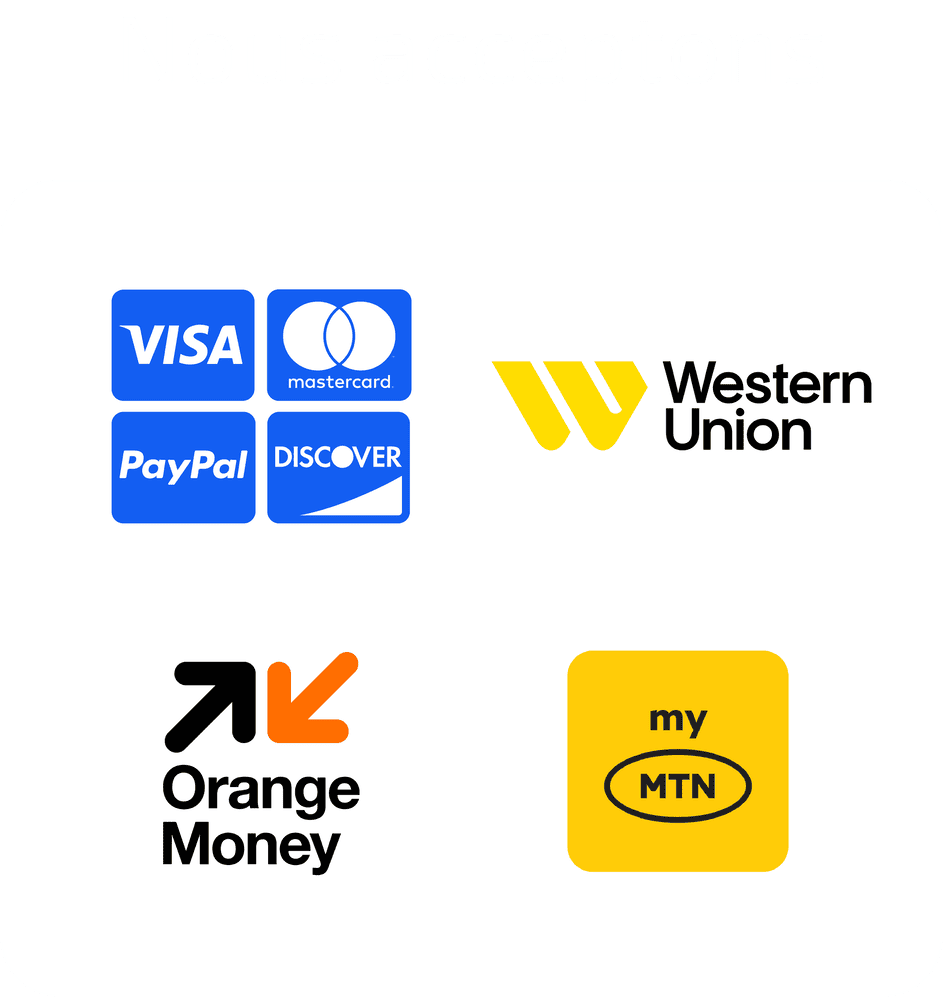 VISA
mastercard.
PayPal
DISCOVER
Western
Union
Orange
Money
my
MTN